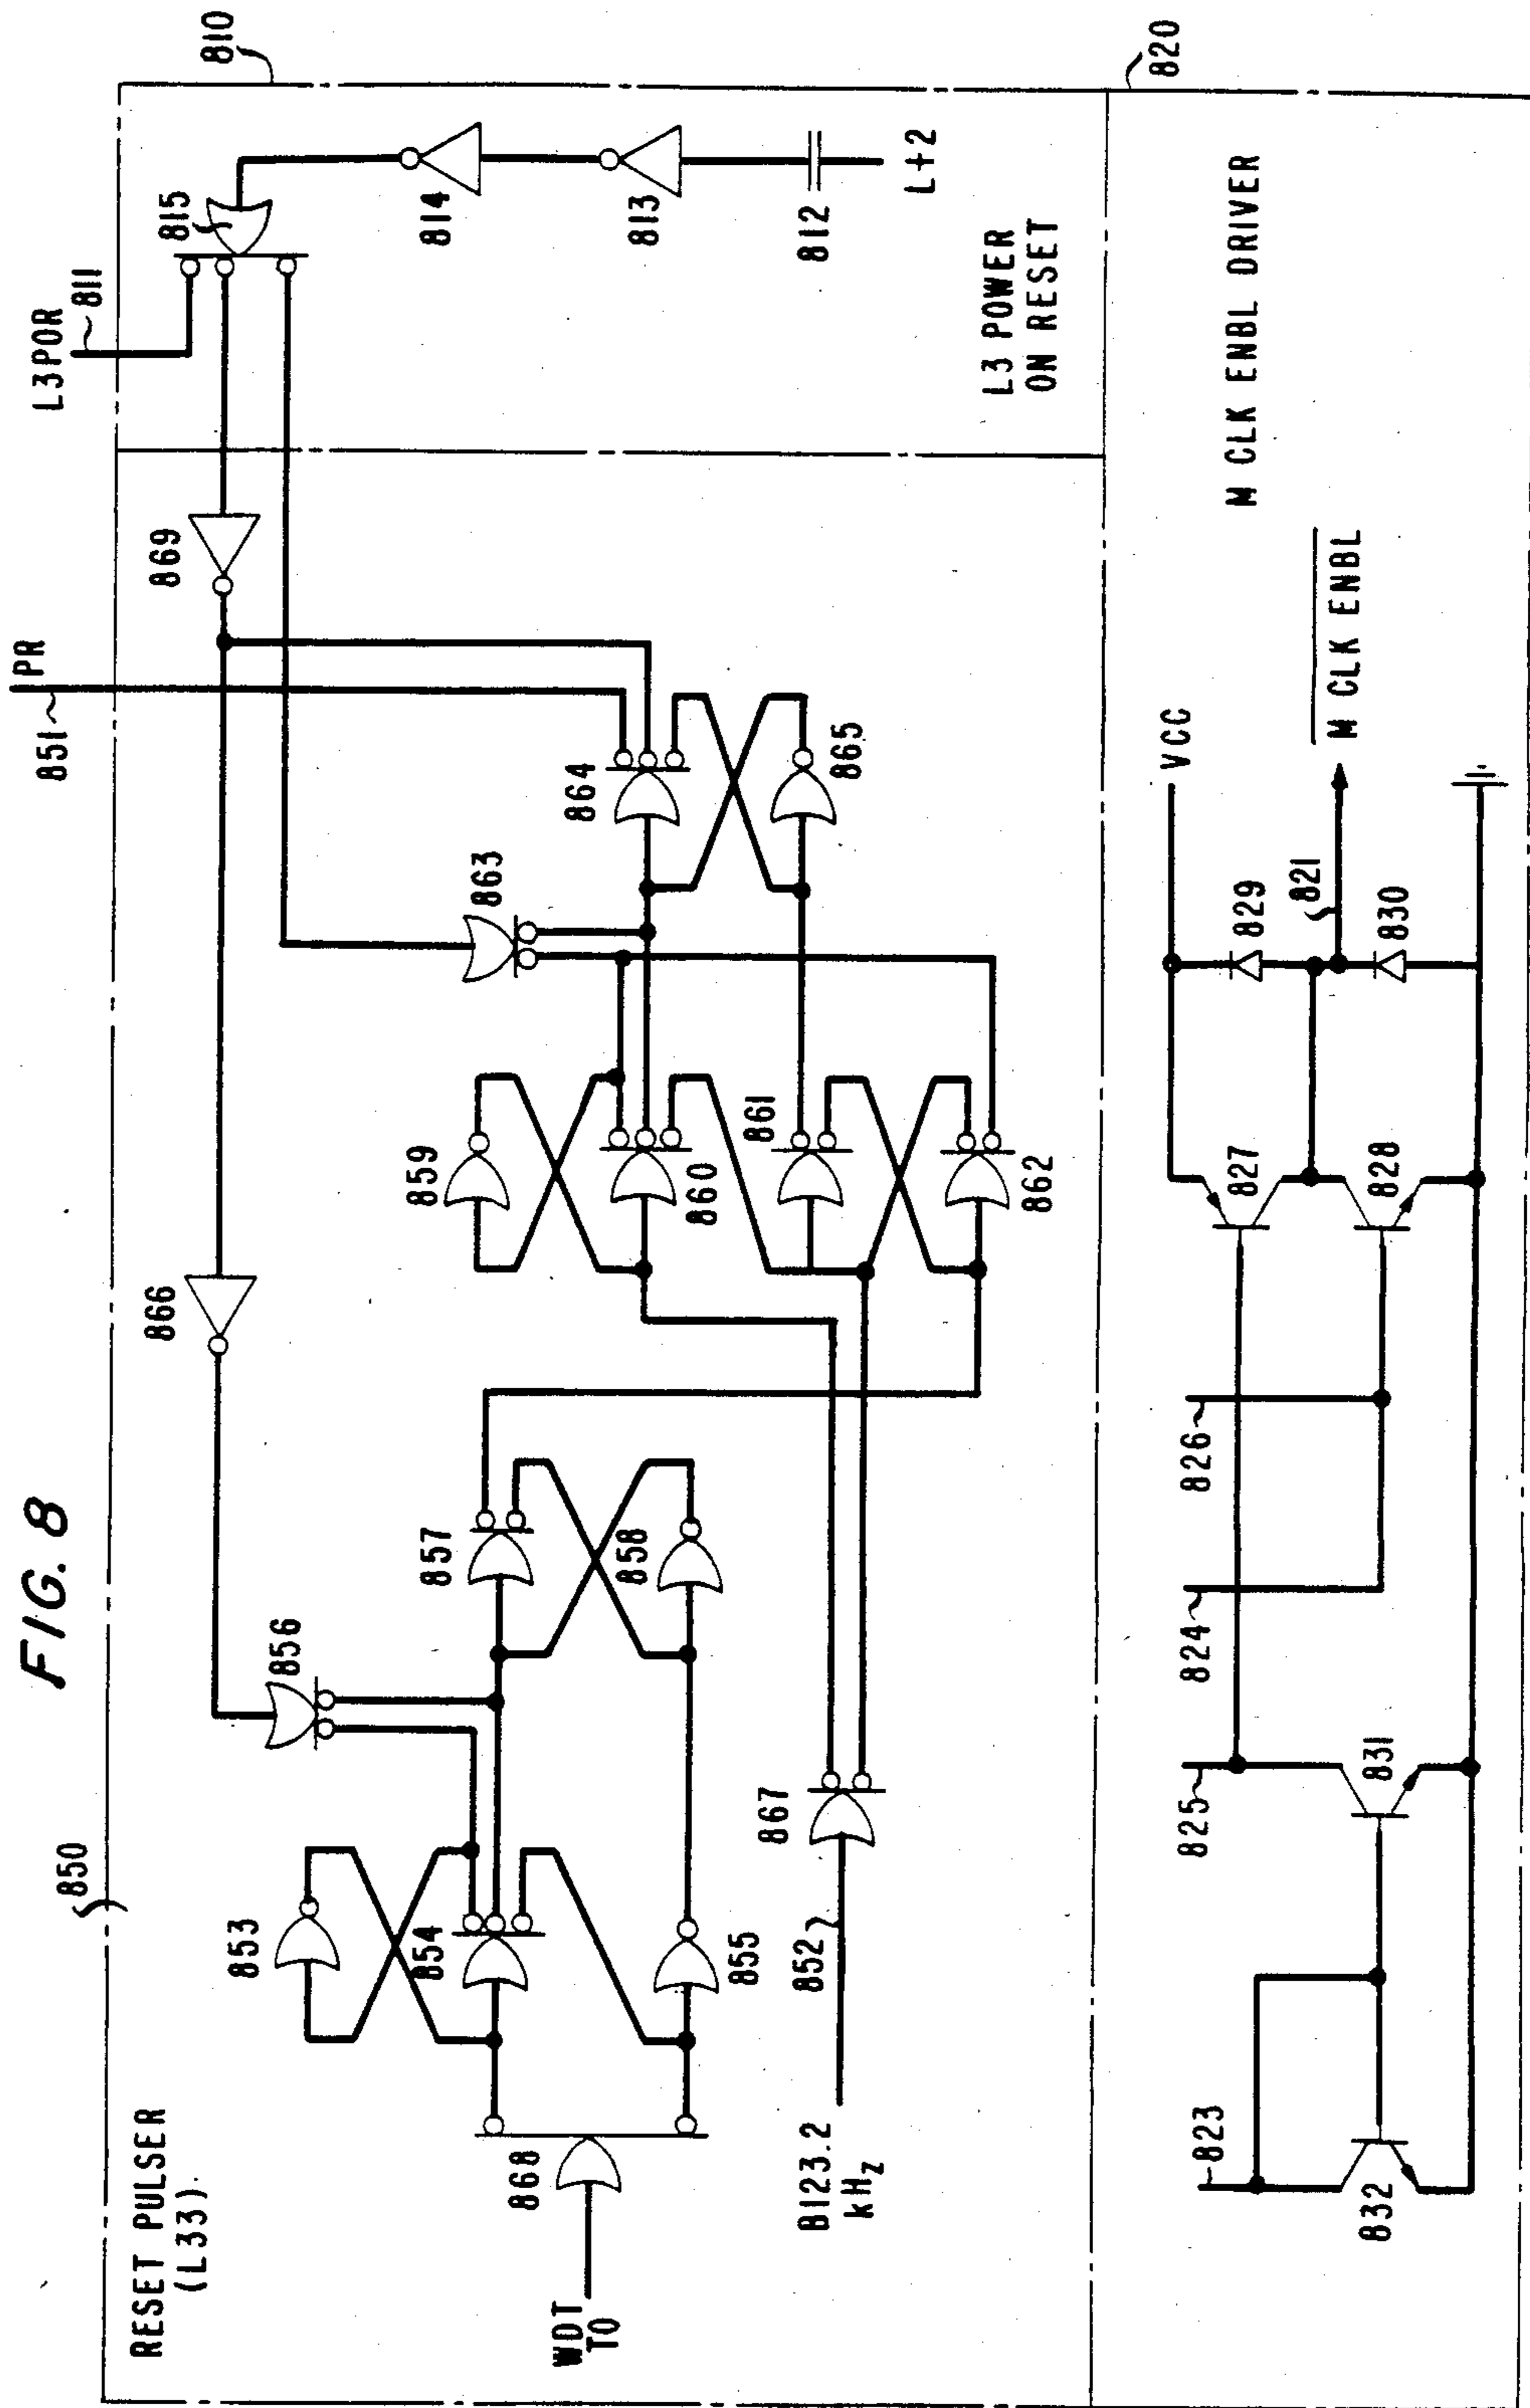 FIG. 8
850
RESET PULSER
(L33)
WDT
TO
868
853
854
855
856
857
858
B123.2
kHz
852
867
866
859
860
861
862
863
864
865
869
851
PR
L3POR
811
815
814
813
812
L+2
L3 POWER
ON RESET
810
820
M CLK ENBL DRIVER
823
832
825
831
824
826
827
828
VCC
829
821
830
M CLK ENBL